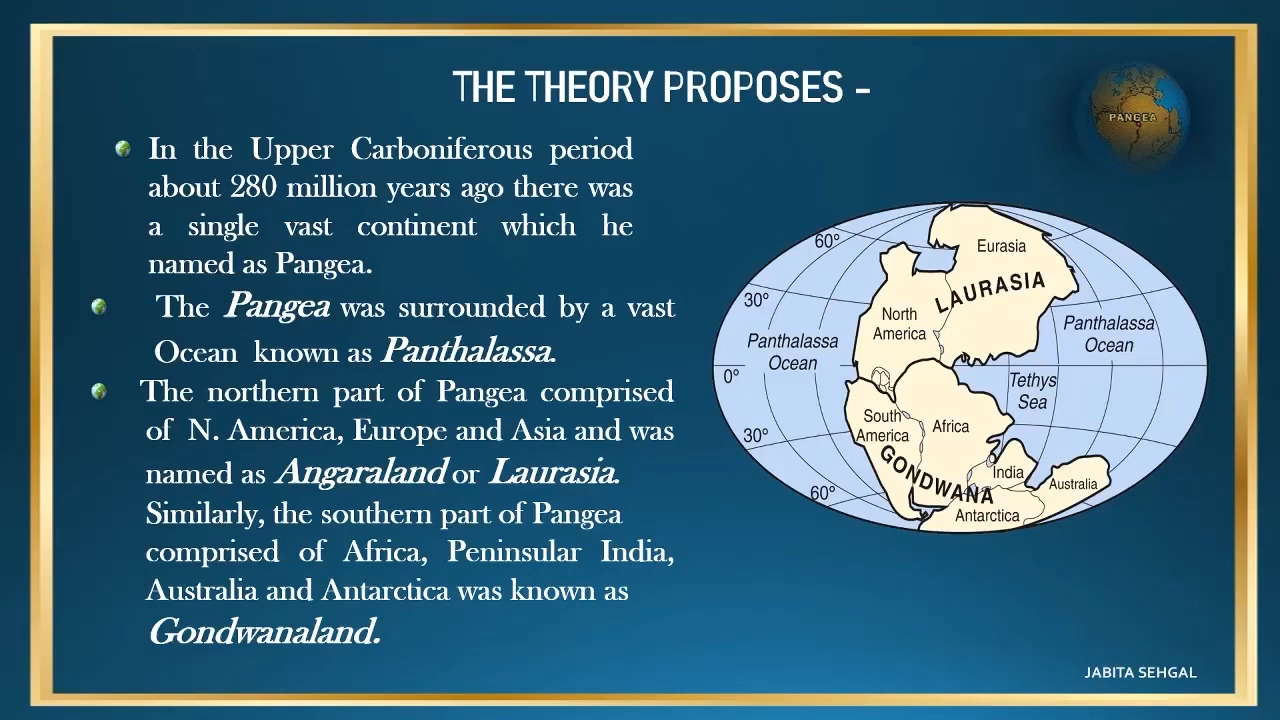 THE THEORY PROPOSES -
PANGEA
In the Upper Carboniferous period
about 280 million years ago there was
a single vast continent which he
named as Pangea.
The Pangea was surrounded by a vast
Ocean known as Panthalassa.
The northern part of Pangea comprised
of N. America, Europe and Asia and was
named as Angaraland or Laurasia.
Similarly, the southern part of Pangea
comprised of Africa, Peninsular India,
Australia and Antarctica was known as
Gondwanaland.
60°
Eurasia
LAURASIA
30°
North
America
Panthalassa
Ocean
Panthalassa
Ocean
0°
Tethys
Sea
South
America
Africa
30°
GONDWANA
India
Australia
60°
Antarctica
JABITA SEHGAL